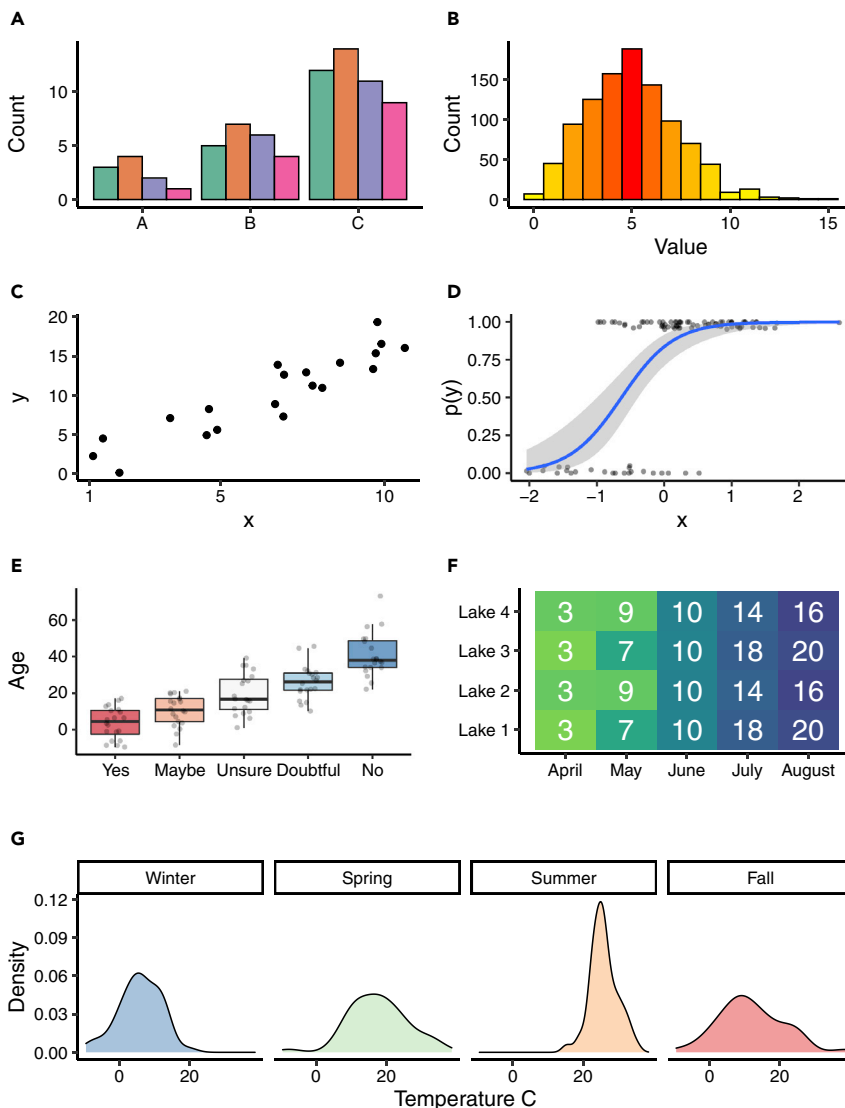 A
B
Count
10
5
0
A B C
Count
150
100
50
0
0 5 10 15
Value
C
D
y
20
15
10
5
0
1 5 10
x
p(y)
1.00
0.75
0.50
0.25
0.00
−2 −1 0 1 2
x
E
F
Age
60
40
20
0
Yes Maybe Unsure Doubtful No
Lake 4 3 9 10 14 16
Lake 3 3 7 10 18 20
Lake 2 3 9 10 14 16
Lake 1 3 7 10 18 20
April May June July August
G
Winter Spring Summer Fall
Density
0.12
0.09
0.06
0.03
0.00
0 20 0 20 0 20 0 20
Temperature C